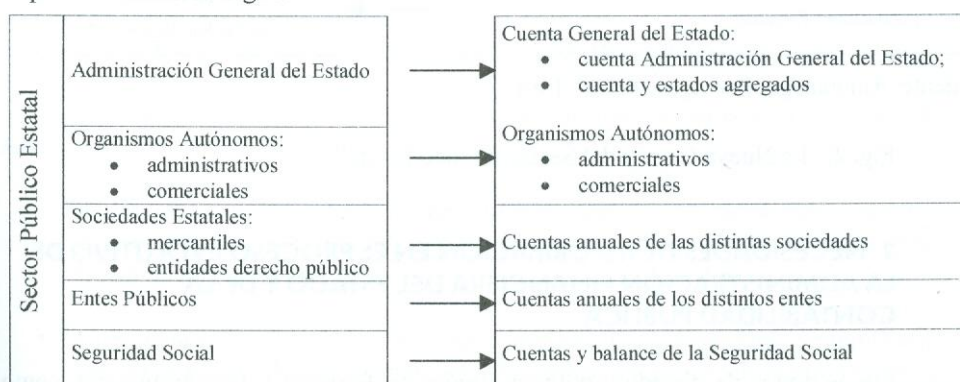 Sector Público Estatal
Administración General del Estado
Cuenta General del Estado:
• cuenta Administración General del Estado;
• cuenta y estados agregados
Organismos Autónomos:
• administrativos
• comerciales
Organismos Autónomos:
• administrativos
• comerciales
Sociedades Estatales:
• mercantiles
• entidades derecho público
Cuentas anuales de las distintas sociedades
Entes Públicos
Cuentas anuales de los distintos entes
Seguridad Social
Cuentas y balance de la Seguridad Social